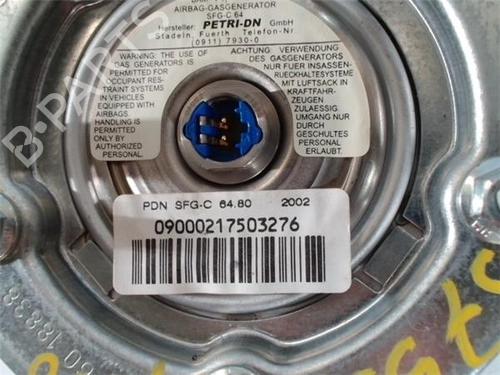 AIRBAG-GASGENERATOR
SFG-C 64
Hersteller: PETRI-DN GmbH
Stadeln, Fuerth Telefon-Nr
(0911) 7930-0
WARNING: THE
USE OF THESE
GAS GENERATORS IS
PERMITTED FOR
OCCUPANT RES-
TRAINT SYSTEMS
IN VEHICLES
EQUIPPED WITH
AIRBAGS.
HANDLING IS
PERMITTED
ONLY BY
AUTHORIZED
PERSONAL.
ACHTUNG: VERWENDUNG
DES GASGENERATORS
NUR FUER INSASSEN-
RUECKHALTESYSTEME
MIT LUFTSACK IN
KRAFTFAHR-
ZEUGEN
ZULAESSIG.
UMGANG NUR
DURCH
GESCHULTES
PERSONAL
ERLAUBT.
PDN SFG-C 64.80 2002
09000217503276
B-PARTS